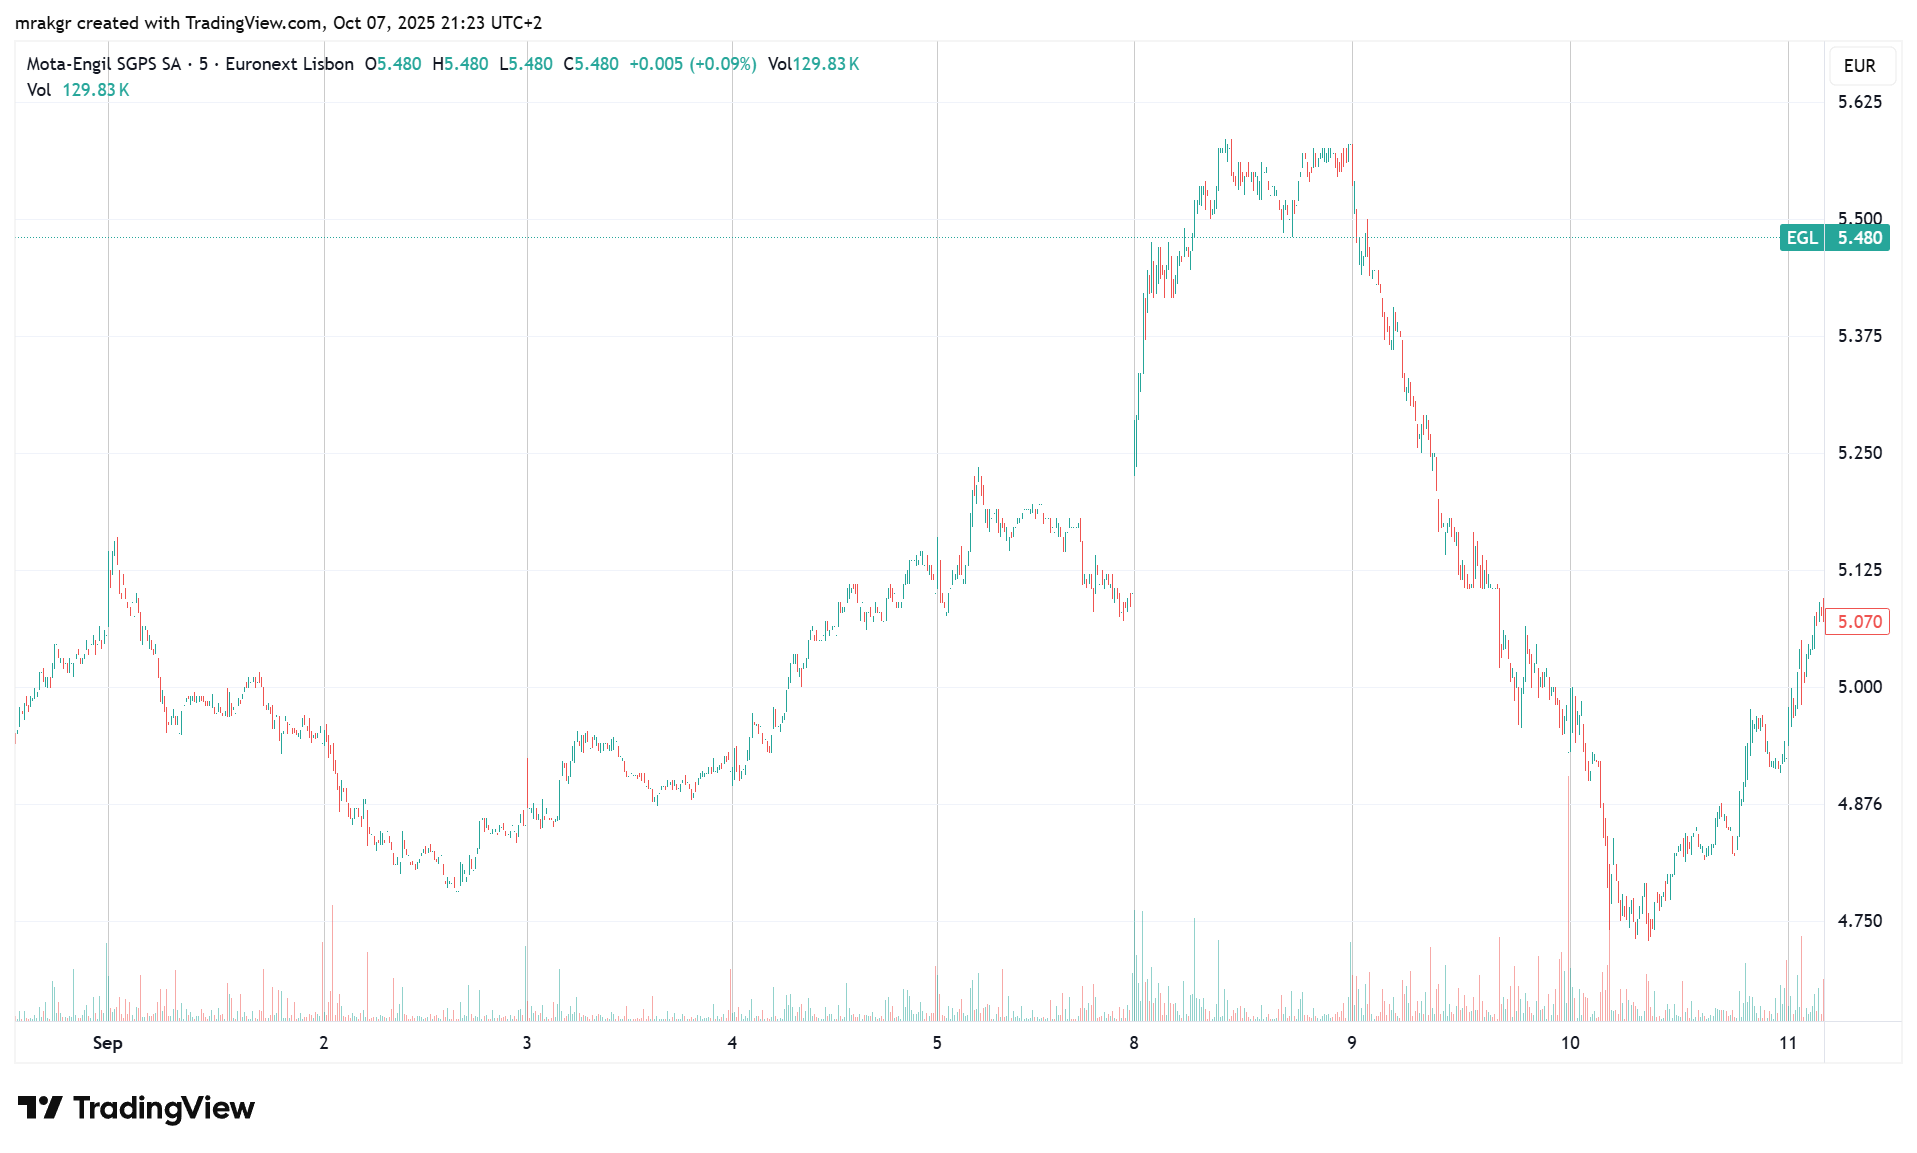 mrakgr created with TradingView.com, Oct 07, 2025 21:23 UTC+2
Mota-Engil SGPS SA · 5 · Euronext Lisbon O5.480 H5.480 L5.480 C5.480 +0.005 (+0.09%) Vol129.83K
Vol 129.83K
EUR
5.625
5.500
EGL 5.480
5.375
5.250
5.125
5.070
5.000
4.876
4.750
Sep 2 3 4 5 8 9 10 11
TradingView